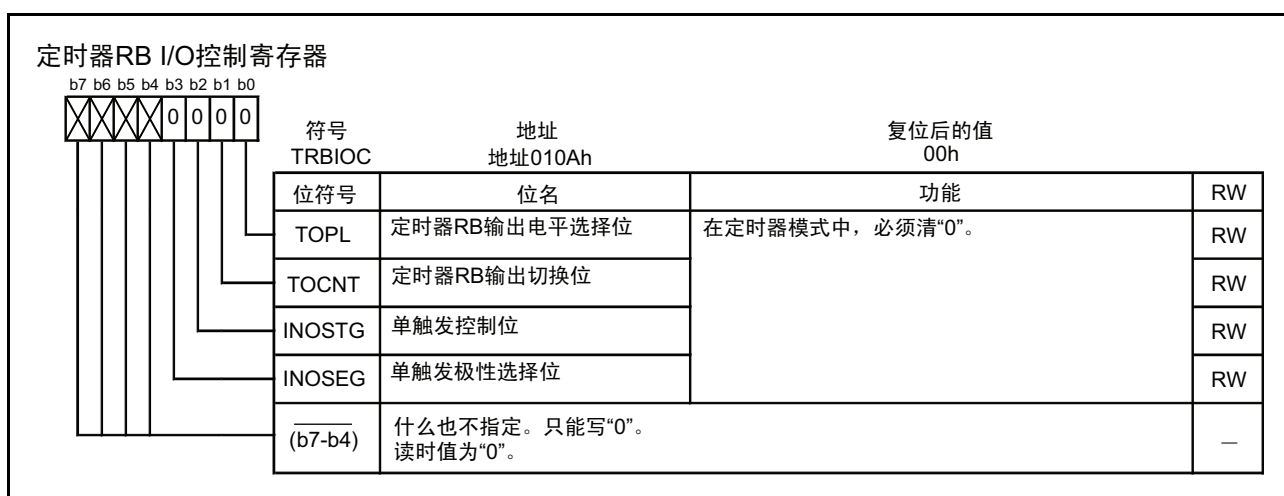 定时器RB I/O控制寄存器
b7 b6 b5 b4 b3 b2 b1 b0
0 0 0 0
符号 地址 复位后的值
TRBIOC 地址010Ah 00h
位符号 位名 功能 RW
TOPL 定时器RB输出电平选择位 在定时器模式中，必须清“0”。 RW
TOCNT 定时器RB输出切换位 RW
INOSTG 单触发控制位 RW
INOSEG 单触发极性选择位 RW
(b7-b4) 什么也不指定。只能写“0”。 —
读时值为“0”。